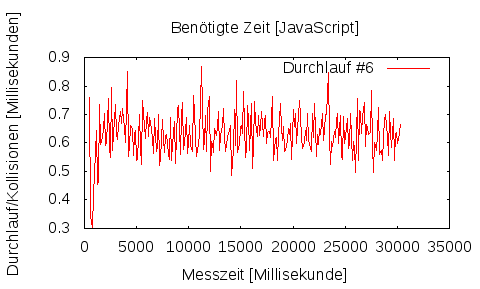 Benötigte Zeit [JavaScript]
Durchlauf/Kollisionen [Millisekunden]
Durchlauf #6
0.9
0.8
0.7
0.6
0.5
0.4
0.3
0 5000 10000 15000 20000 25000 30000 35000
Messzeit [Millisekunde]